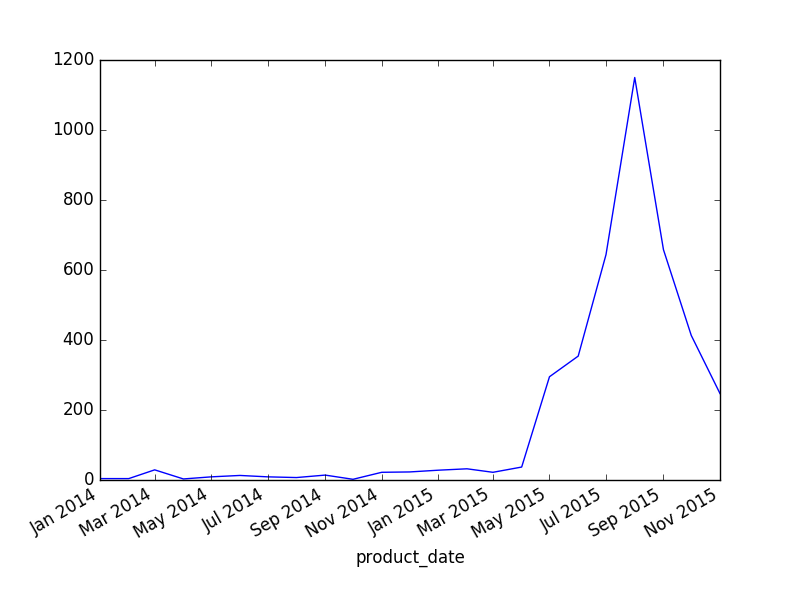 1200
1000
800
600
400
200
0
Jan 2014
Mar 2014
May 2014
Jul 2014
Sep 2014
Nov 2014
Jan 2015
Mar 2015
May 2015
Jul 2015
Sep 2015
Nov 2015
product_date